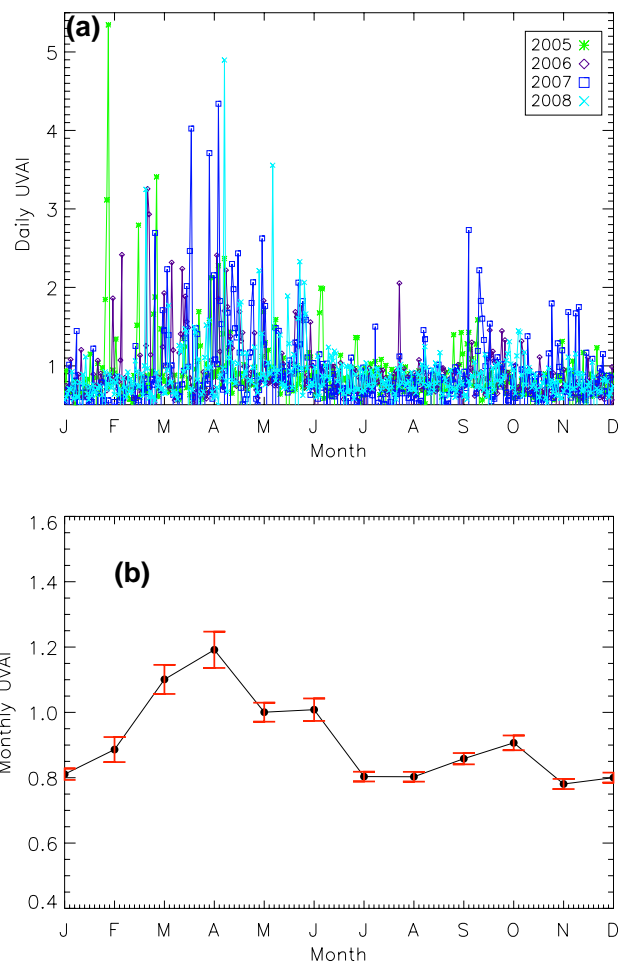 (a)
2005
2006
2007
2008
5
4
3
2
1
Daily UVAI
J F M A M J J A S O N D
Month
(b)
1.6
1.4
1.2
1.0
0.8
0.6
0.4
Monthly UVAI
J F M A M J J A S O N D
Month